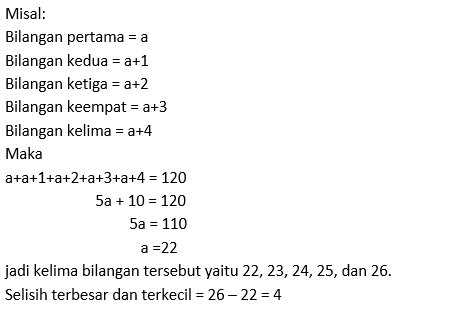 Misal:
Bilangan pertama = a
Bilangan kedua = a+1
Bilangan ketiga = a+2
Bilangan keempat = a+3
Bilangan kelima = a+4
Maka
a+a+1+a+2+a+3+a+4 = 120
5a + 10 = 120
5a = 110
a =22
jadi kelima bilangan tersebut yaitu 22, 23, 24, 25, dan 26.
Selisih terbesar dan terkecil = 26 – 22 = 4